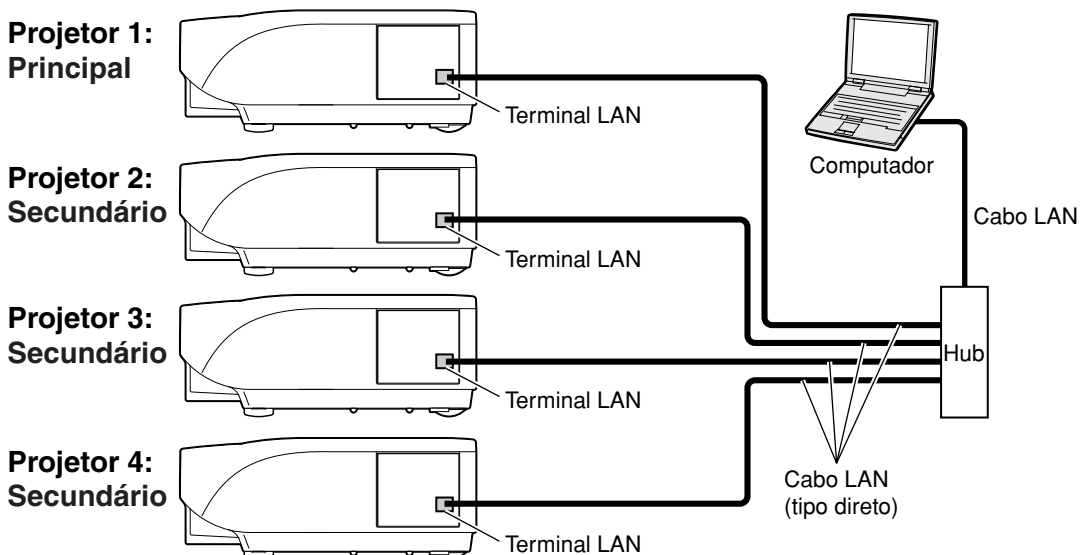 Projetor 1:
Principal
Terminal LAN
Computador
Projetor 2:
Secundário
Cabo LAN
Terminal LAN
Projetor 3:
Secundário
Hub
Terminal LAN
Projetor 4:
Secundário
Cabo LAN
(tipo direto)
Terminal LAN